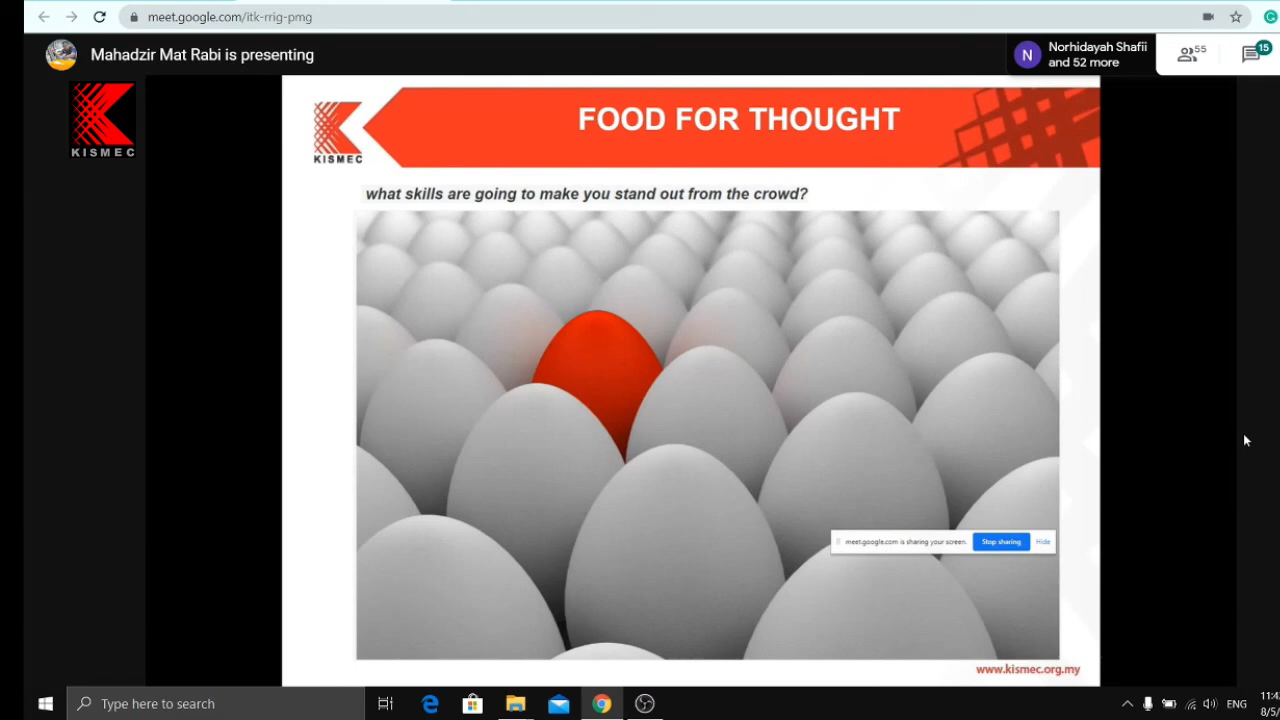 meet.google.com/itk-rrig-pmg
Mahadzir Mat Rabi is presenting
N
Norhidayah Shafii
and 52 more
55
15
KISMEC
KISMEC
FOOD FOR THOUGHT
what skills are going to make you stand out from the crowd?
meet.google.com is sharing your screen.
Stop sharing
Hide
www.kismec.org.my
Type here to search
ENG
8/5/